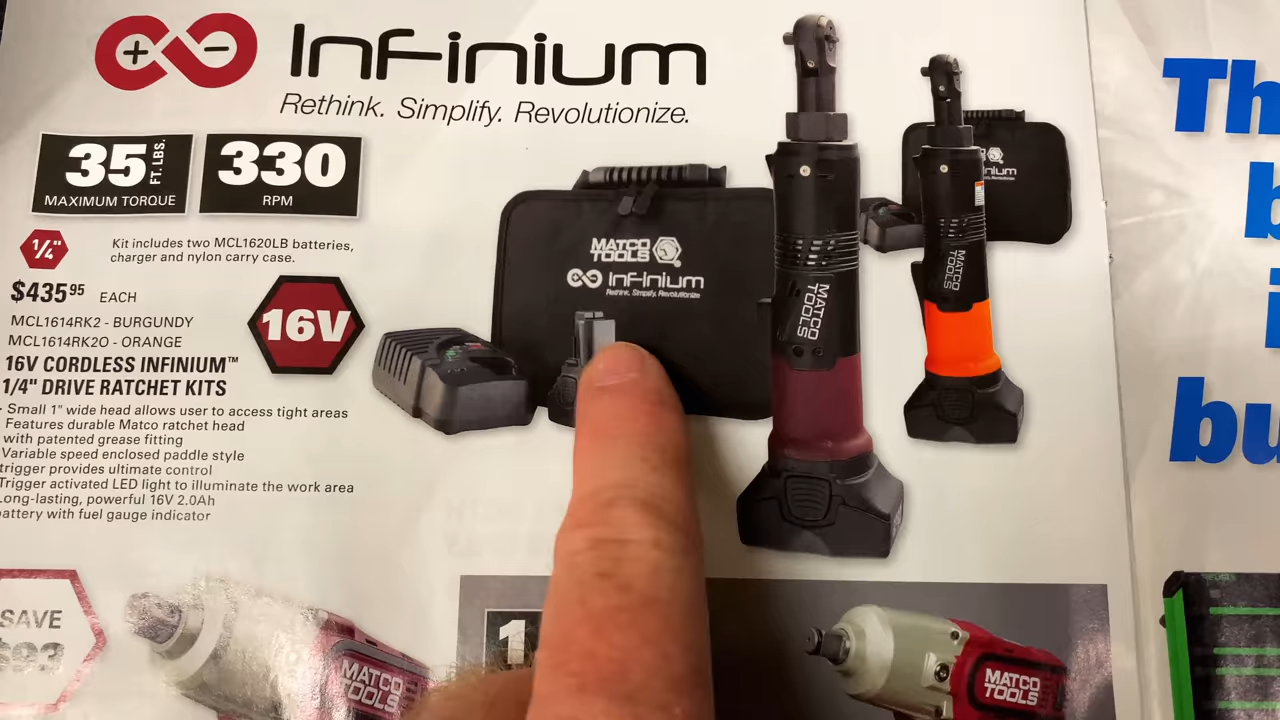 InFinium
Rethink. Simplify. Revolutionize.
35 FT. LBS.
MAXIMUM TORQUE
330
RPM
1/4"
Kit includes two MCL1620LB batteries,
charger and nylon carry case.
$435⁹⁵ EACH
MCL1614RK2 - BURGUNDY
MCL1614RK2O - ORANGE
16V
16V CORDLESS INFINIUM™
1/4" DRIVE RATCHET KITS
Small 1" wide head allows user to access tight areas
Features durable Matco ratchet head
with patented grease fitting
Variable speed enclosed paddle style
trigger provides ultimate control
Trigger activated LED light to illuminate the work area
Long-lasting, powerful 16V 2.0Ah
battery with fuel gauge indicator
MATCO
TOOLS
InFinium
Rethink. Simplify. Revolutionize.
MATCO
TOOLS
MATCO
TOOLS
SAVE
$93
MATCO
TOOLS
1
MATCO
TOOLS
Th
b
i
bu